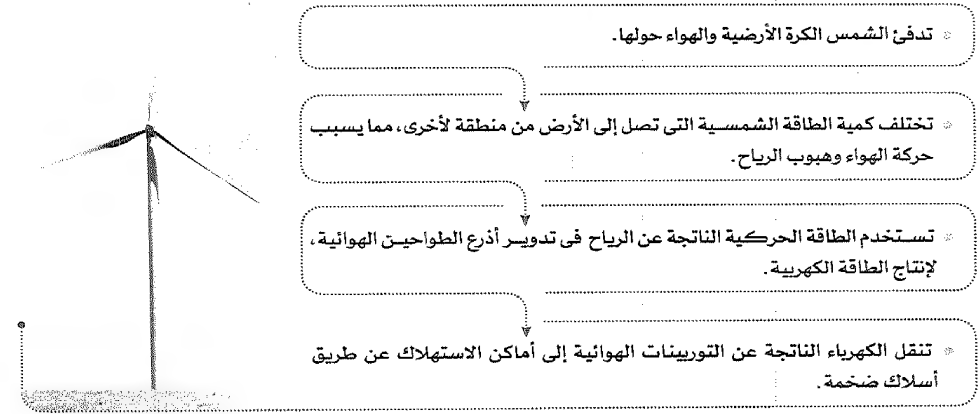 تدفئ الشمس الكرة الأرضية والهواء حولها.
تختلف كمية الطاقة الشمسية التى تصل إلى الأرض من منطقة لأخرى، مما يسبب
حركة الهواء وهبوب الرياح.
تستخدم الطاقة الحركية الناتجة عن الرياح فى تدوير أذرع الطواحين الهوائية،
لإنتاج الطاقة الكهربية.
تنقل الكهرباء الناتجة عن التوربينات الهوائية إلى أماكن الاستهلاك عن طريق
أسلاك ضخمة.